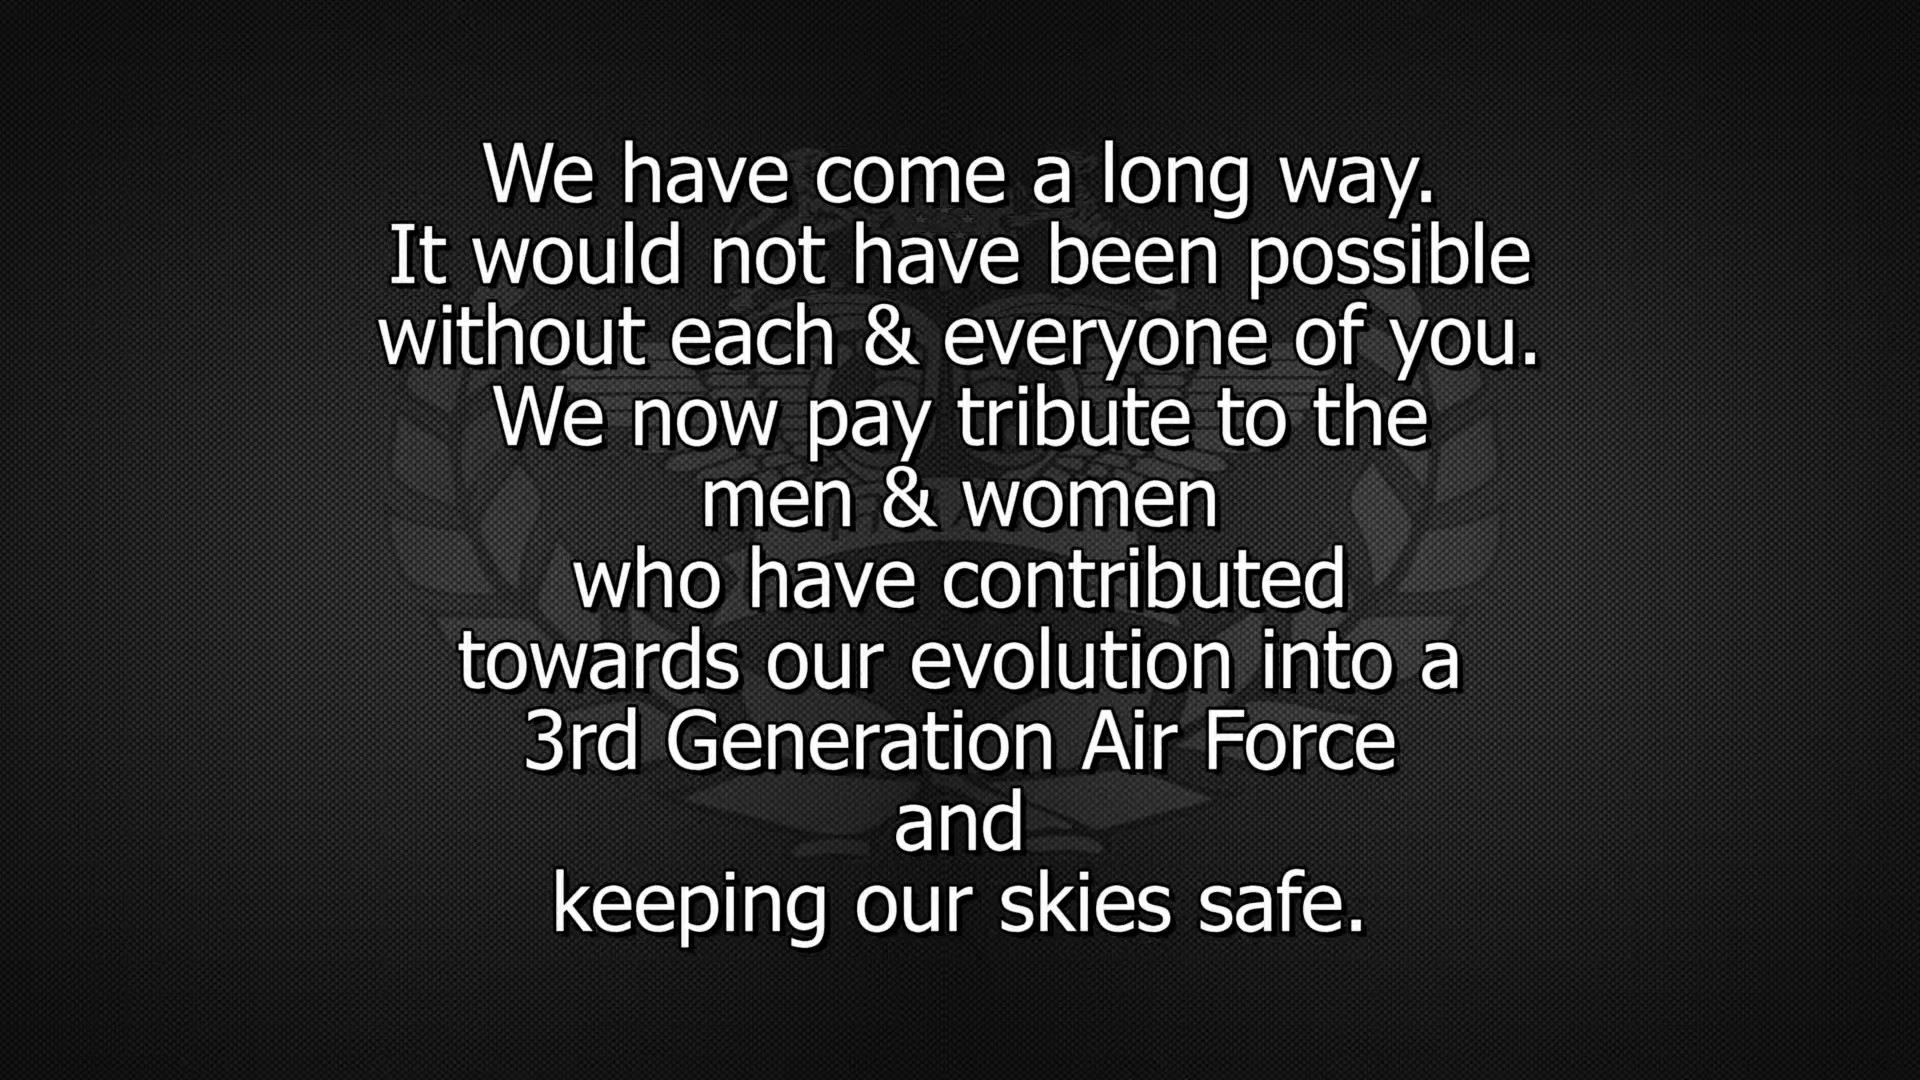 We have come a long way.
It would not have been possible
without each & everyone of you.
We now pay tribute to the
men & women
who have contributed
towards our evolution into a
3rd Generation Air Force
and
keeping our skies safe.